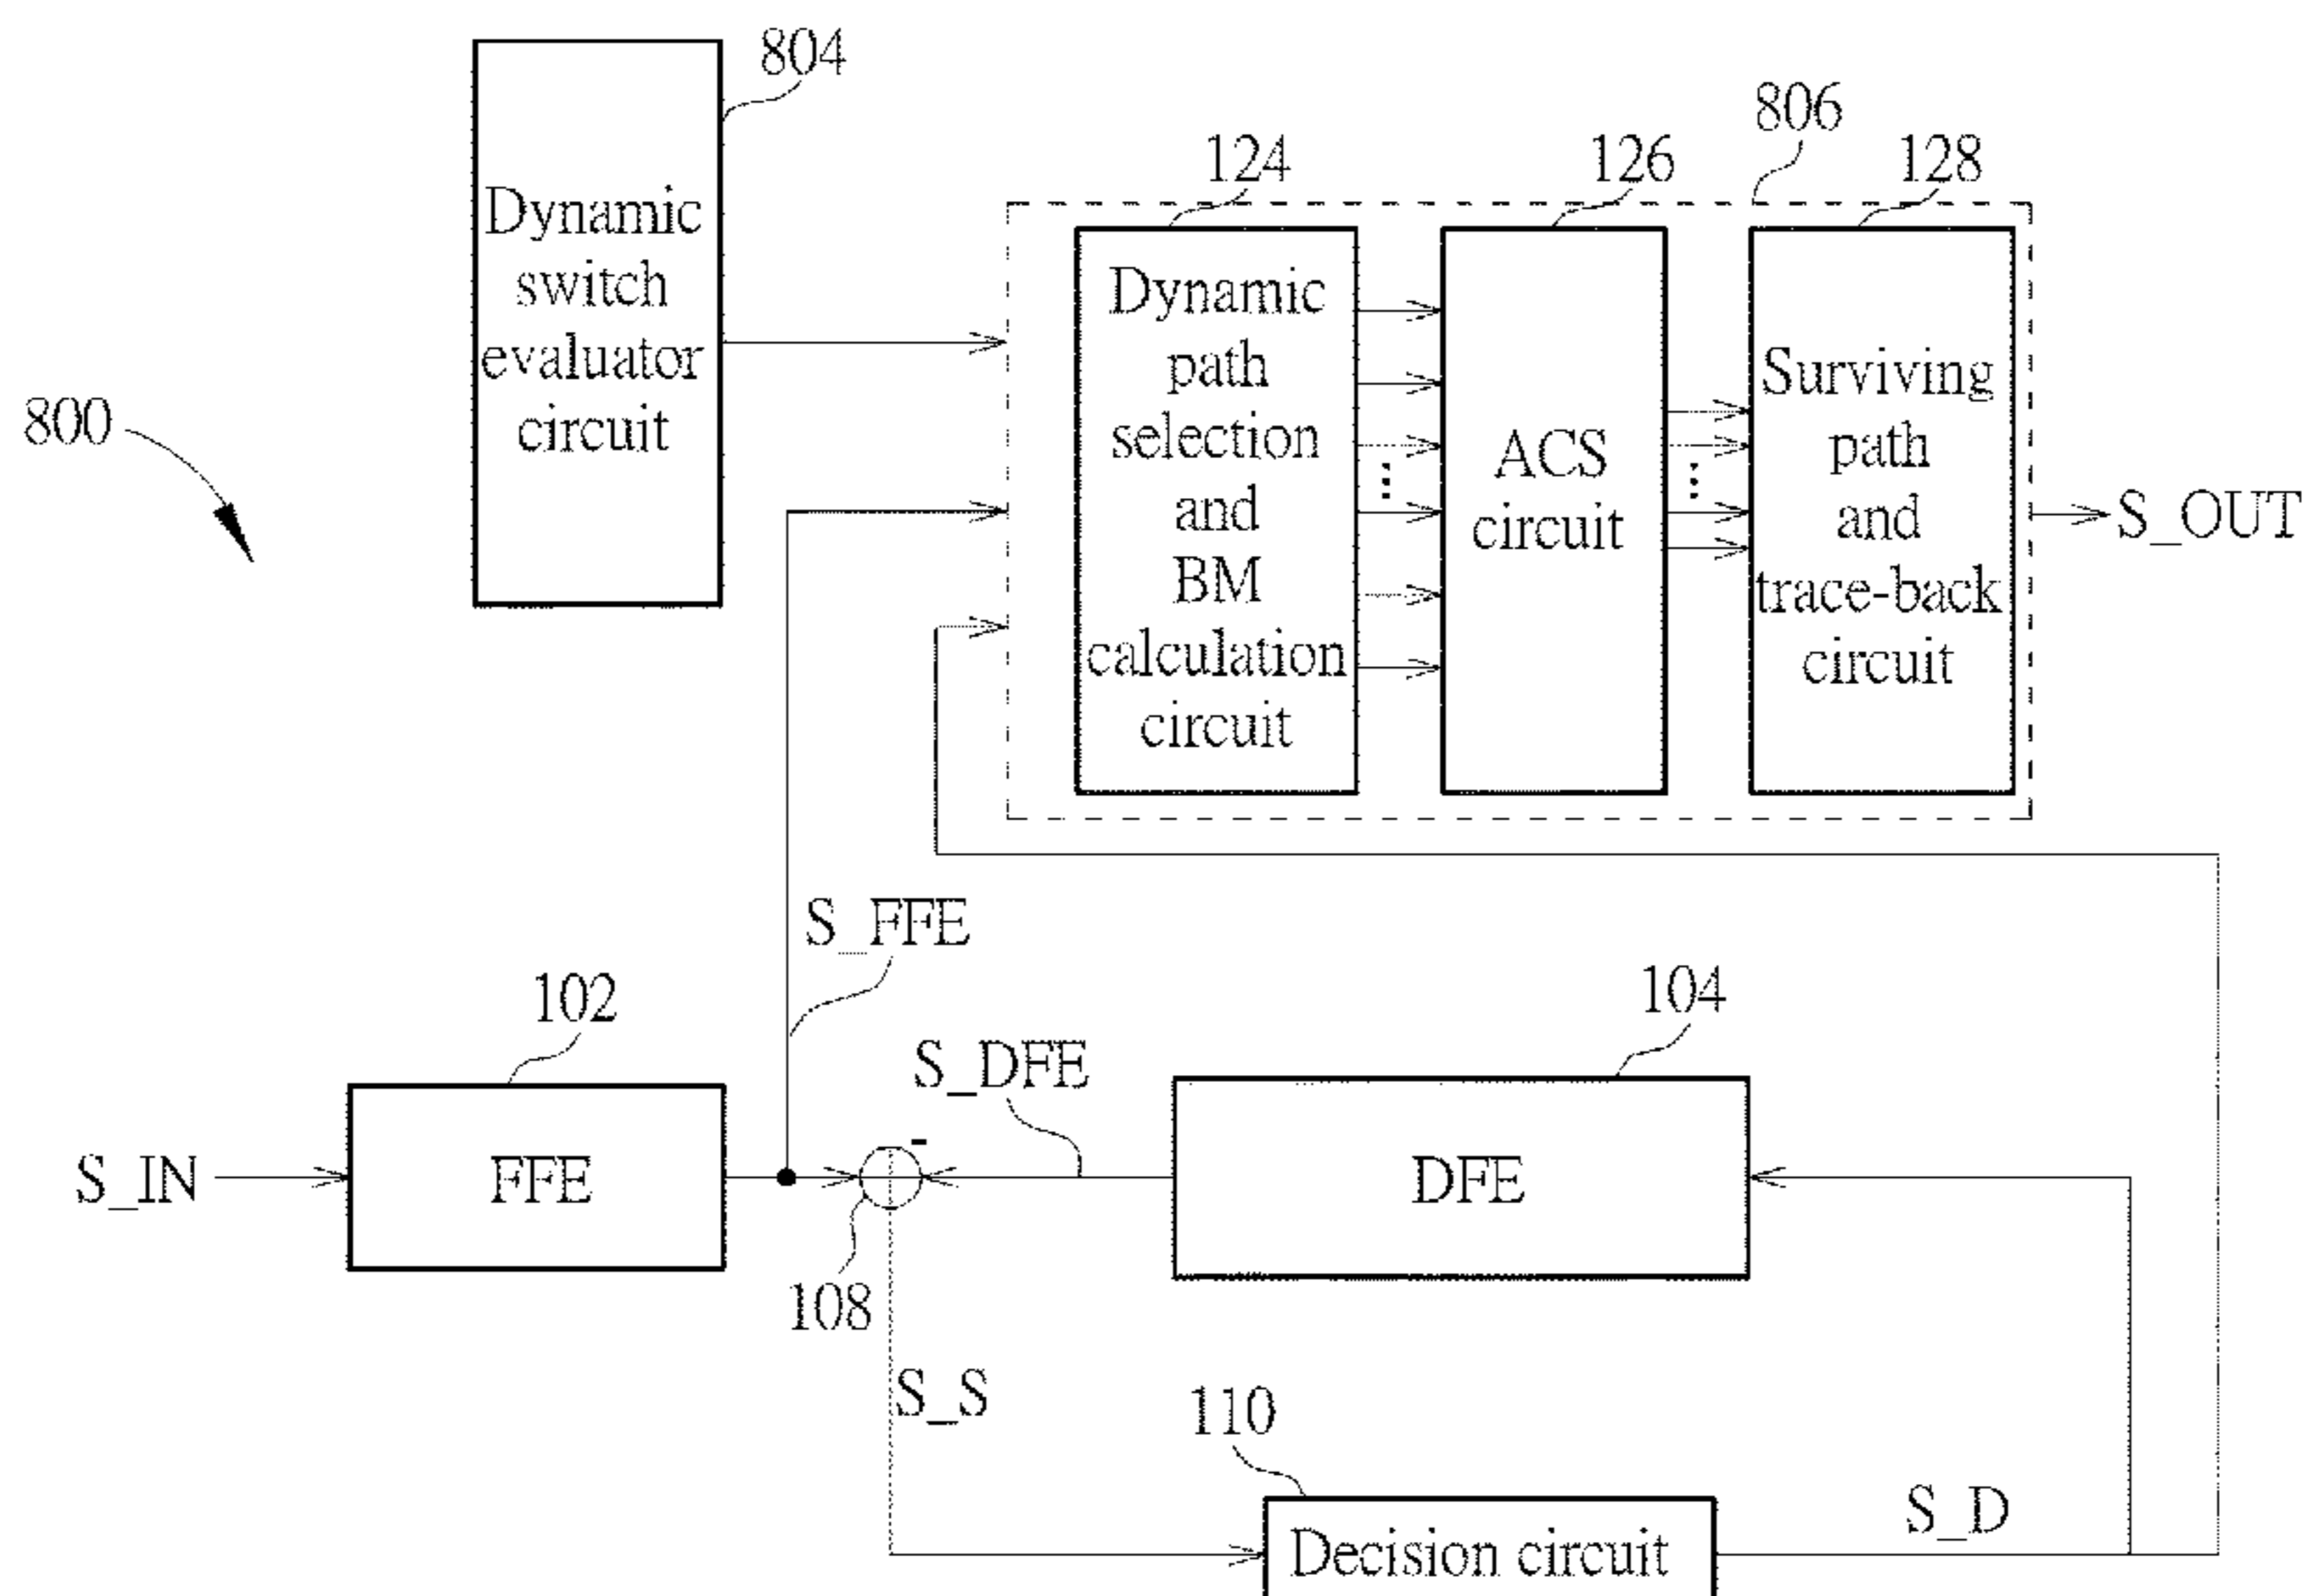 804
806
124
126
128
Dynamic
switch
evaluator
circuit
Dynamic
path
selection
and
BM
calculation
circuit
ACS
circuit
Surviving
path
and
trace-back
circuit
S_OUT
800
S_FFE
102
104
S_DFE
-
S_IN
FFE
DFE
108
S_S
110
S_D
Decision circuit